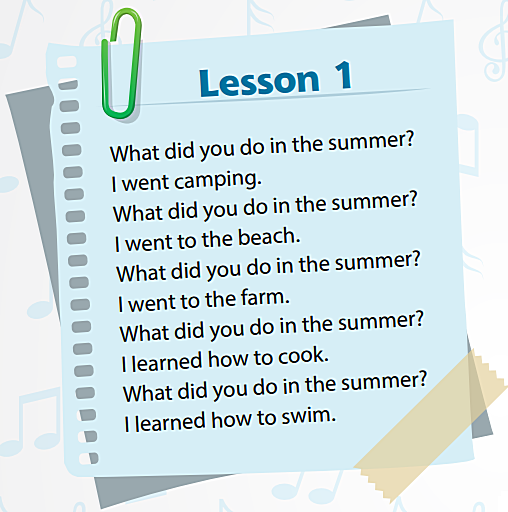 Lesson 1
What did you do in the summer?
I went camping.
What did you do in the summer?
I went to the beach.
What did you do in the summer?
I went to the farm.
What did you do in the summer?
I learned how to cook.
What did you do in the summer?
I learned how to swim.